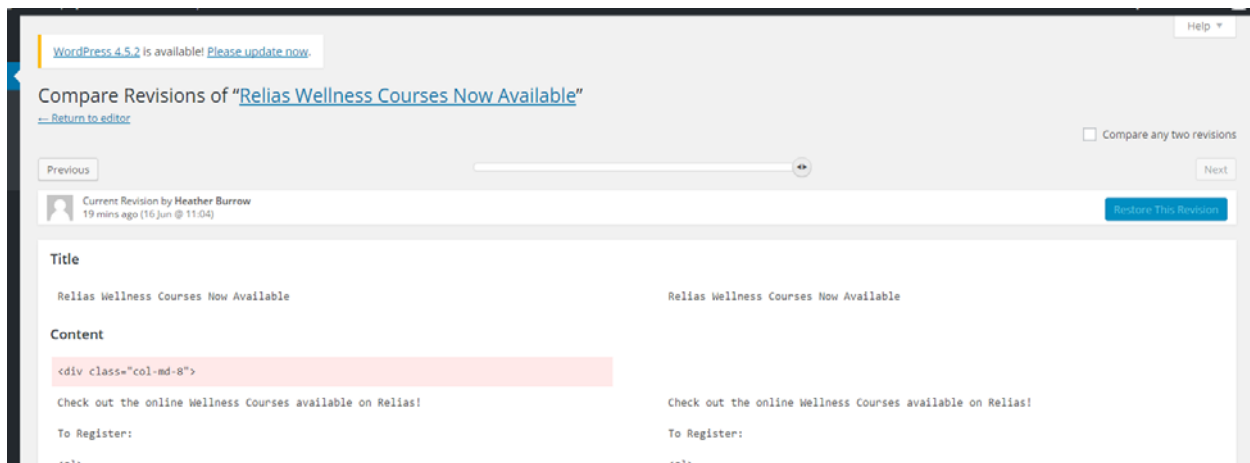 Help ▼
WordPress 4.5.2 is available! Please update now.
Compare Revisions of “Relias Wellness Courses Now Available”
← Return to editor
Compare any two revisions
Previous
Next
Current Revision by Heather Burrow
19 mins ago (16 Jun @ 11:04)
Restore This Revision
Title
Relias Wellness Courses Now Available Relias Wellness Courses Now Available
Content
<div class="col-md-8">
Check out the online Wellness Courses available on Relias! Check out the online Wellness Courses available on Relias!
To Register: To Register: